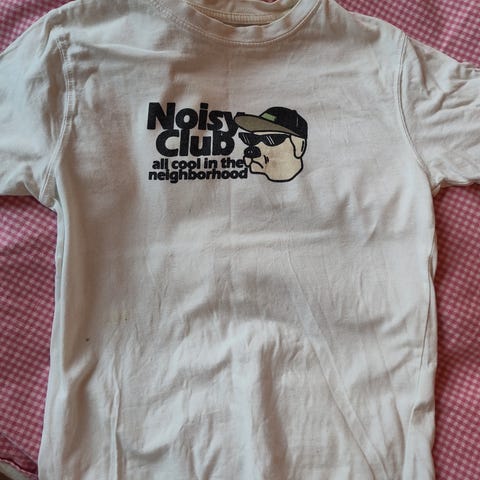 Noisy
Club
all cool in the
neighborhood